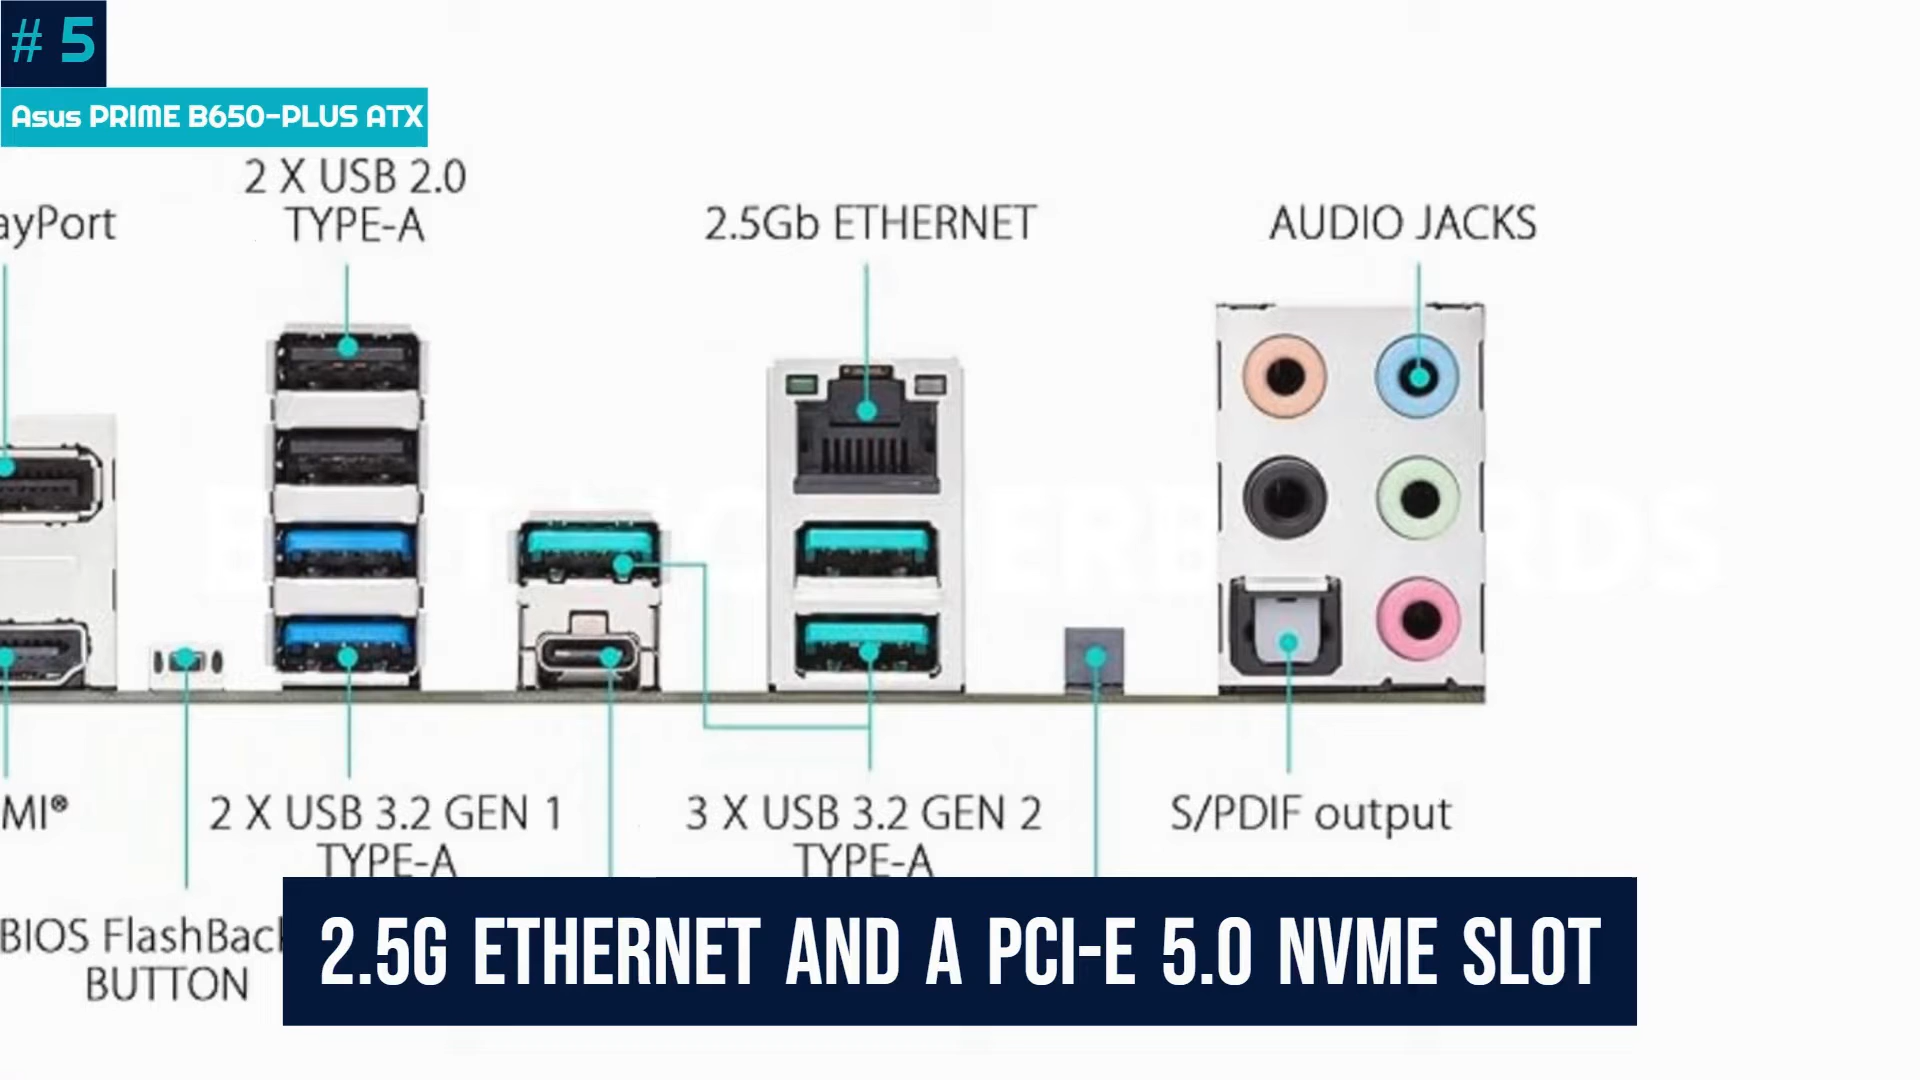 # 5
Asus PRIME B650-PLUS ATX
ayPort
2 X USB 2.0
TYPE-A
2.5Gb ETHERNET
AUDIO JACKS
MI®
2 X USB 3.2 GEN 1
TYPE-A
3 X USB 3.2 GEN 2
TYPE-A
S/PDIF output
BIOS FlashBack
BUTTON
2.5G ETHERNET AND A PCI-E 5.0 NVME SLOT